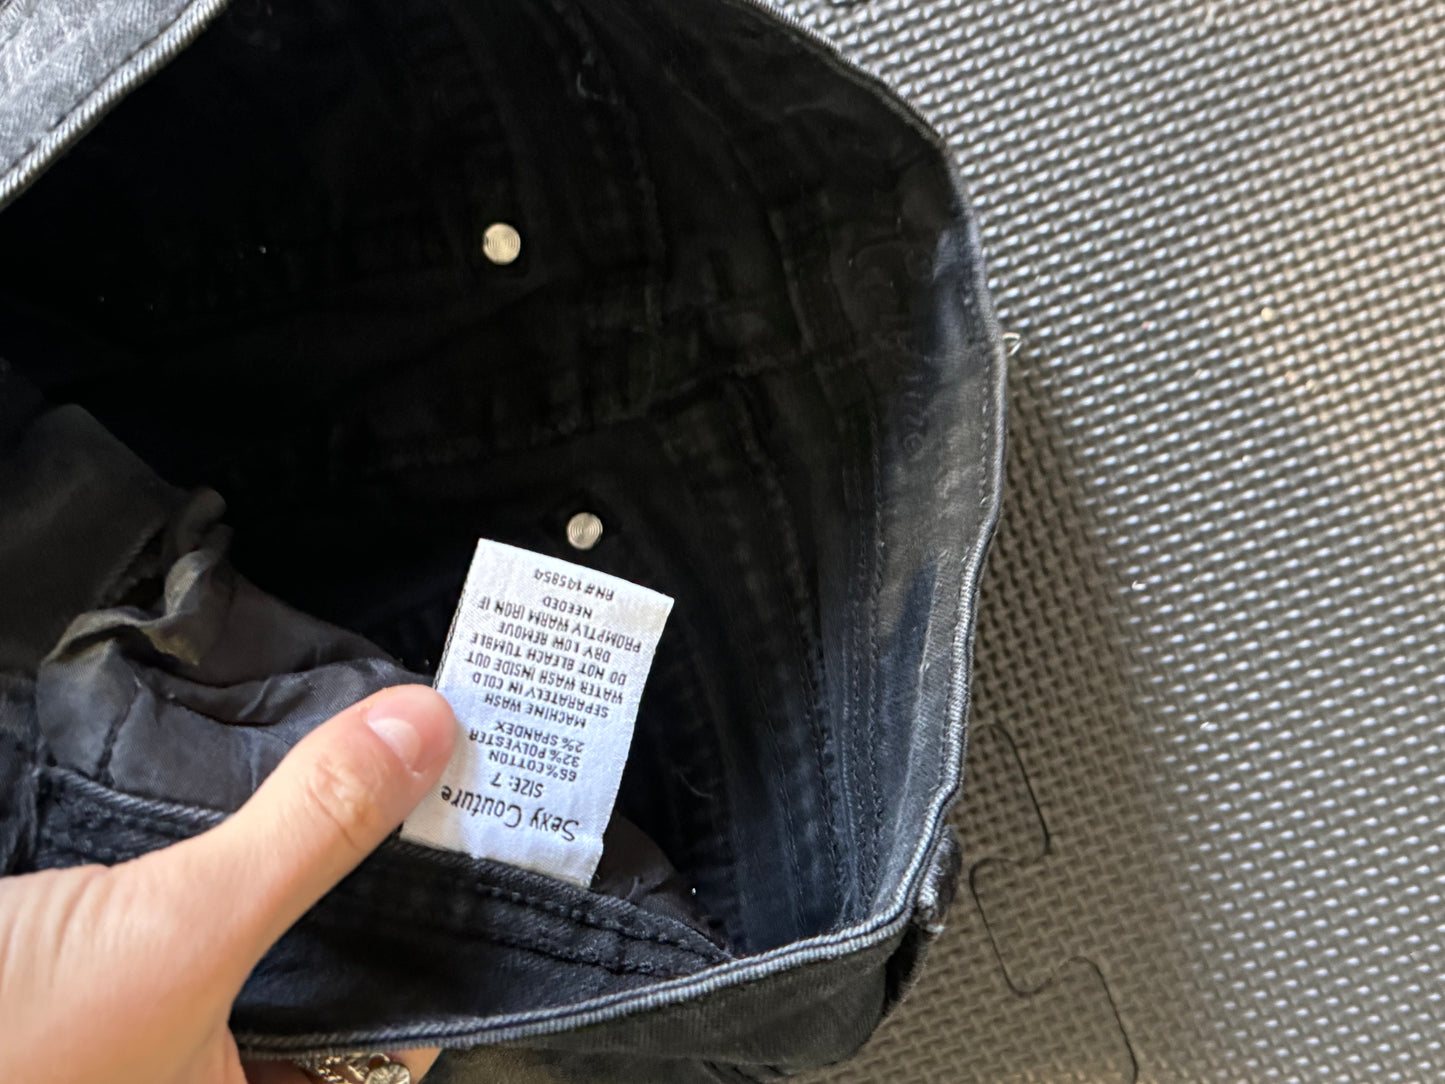 Sexy Couture
SIZE: 7
66%COTTON
32%POLYESTER
2% SPANDEX
MACHINE WASH
SEPARATELY IN COLD
WATER WASH INSIDE OUT
DO NOT BLEACH TUMBLE
DRY LOW REMOVE
PROMPTLY WARM IRON IF
NEEDED
RN#145854